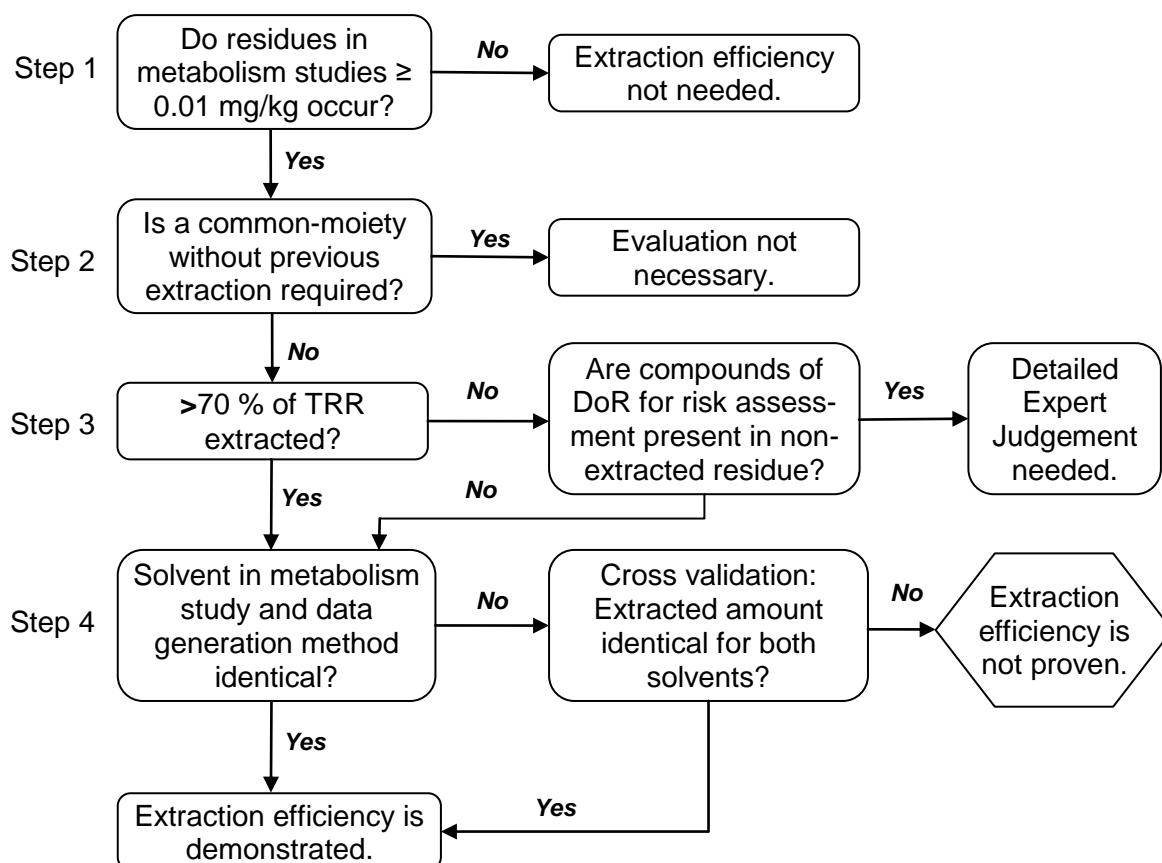 Step 1
Do residues in
metabolism studies ≥
0.01 mg/kg occur?
No
Extraction efficiency
not needed.
Yes
Step 2
Is a common-moiety
without previous
extraction required?
Yes
Evaluation not
necessary.
No
Step 3
>70 % of TRR
extracted?
No
Are compounds of
DoR for risk assess-
ment present in non-
extracted residue?
Yes
Detailed
Expert
Judgement
needed.
Yes
No
Step 4
Solvent in metabolism
study and data
generation method
identical?
No
Cross validation:
Extracted amount
identical for both
solvents?
No
Extraction
efficiency is
not proven.
Yes
Yes
Extraction efficiency is
demonstrated.